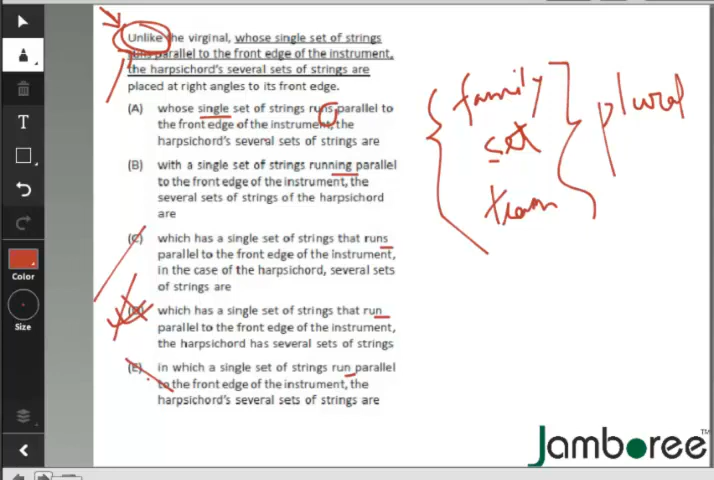 Unlike the virginal, whose single set of strings
runs parallel to the front edge of the instrument,
the harpsichord's several sets of strings are
placed at right angles to its front edge.
(A) whose single set of strings runs parallel to
the front edge of the instrument, the
harpsichord's several sets of strings are
(B) with a single set of strings running parallel
to the front edge of the instrument, the
several sets of strings of the harpsichord
are
(C) which has a single set of strings that runs
parallel to the front edge of the instrument,
in the case of the harpsichord, several sets
of strings are
(D) which has a single set of strings that run
parallel to the front edge of the instrument,
the harpsichord has several sets of strings
(E) in which a single set of strings run parallel
to the front edge of the instrument, the
harpsichord's several sets of strings are
family
set
team
plural
T
Color
Size
Jamboree™